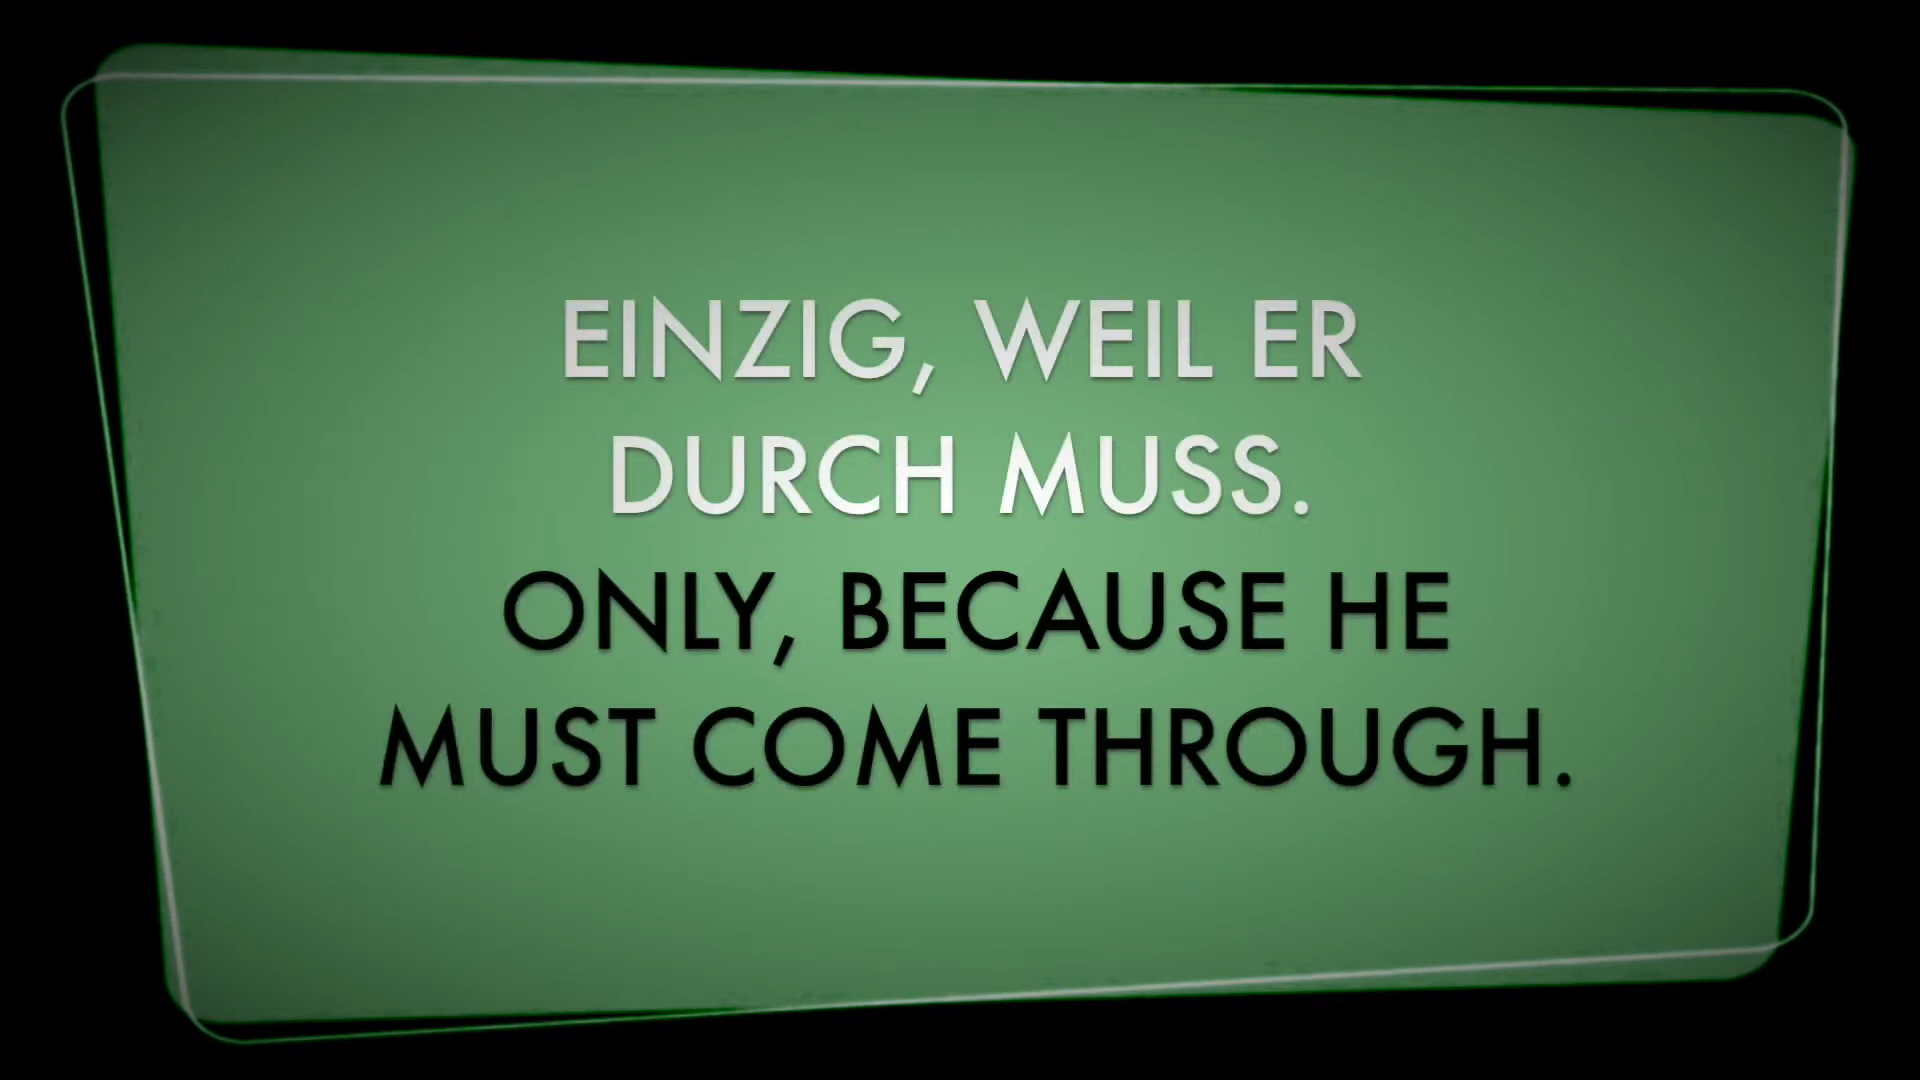 EINZIG, WEIL ER
DURCH MUSS.
ONLY, BECAUSE HE
MUST COME THROUGH.